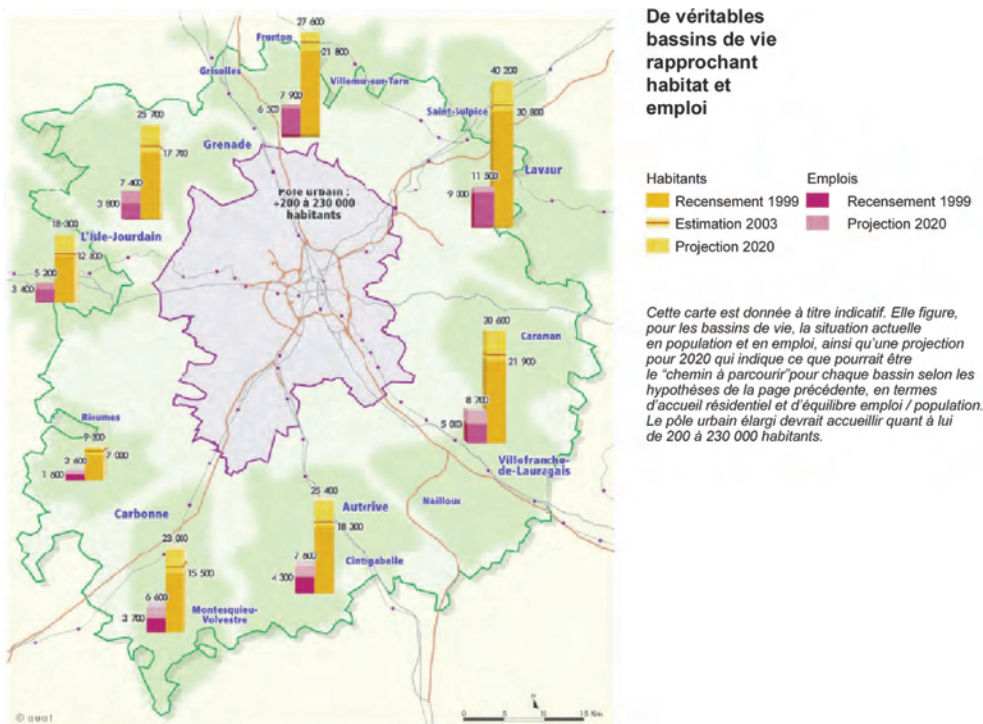 De véritables
bassins de vie
rapprochant
habitat et
emploi
Habitants
Emplois
Recensement 1999
Recensement 1999
Estimation 2003
Projection 2020
Projection 2020
Cette carte est donnée à titre indicatif. Elle figure,
pour les bassins de vie, la situation actuelle
en population et en emploi, ainsi qu'une projection
pour 2020 qui indique ce que pourrait être
le "chemin à parcourir"pour chaque bassin selon les
hypothèses de la page précédente, en termes
d'accueil résidentiel et d'équilibre emploi / population.
Le pôle urbain élargi devrait accueillir quant à lui
de 200 à 230 000 habitants.
27 600
Fronton
21 800
Grisolles
Villemur-sur-Tarn
7 900
6 500
40 200
Saint-Sulpice
30 800
25 700
17 700
Grenade
Lavaur
11 500
9 000
7 400
3 800
Pôle urbain :
+200 à 230 000
habitants
18 300
L'Isle-Jourdain
12 800
5 200
3 400
30 600
Caraman
21 900
8 700
5 000
7 000
2 600
1 600
Villefranche-
de-Lauragais
Nailloux
25 400
Auterive
Carbonne
18 300
23 000
Cintigabelle
7 800
4 300
15 500
6 600
3 700
Montesquieu-
Volvestre
© auat
N
0 5 10 15 Km